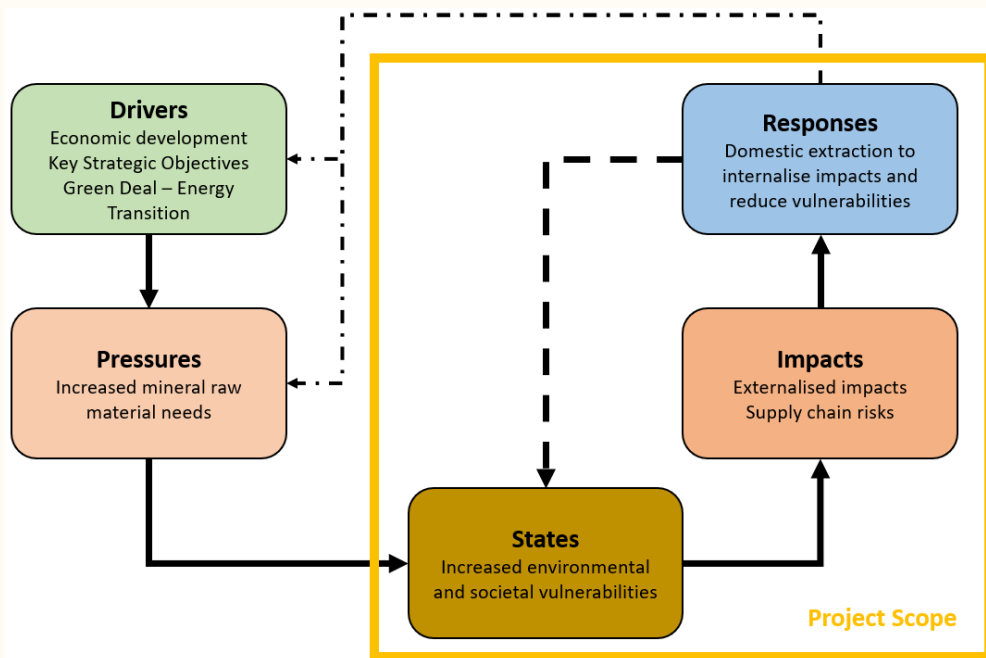 Drivers
Economic development
Key Strategic Objectives
Green Deal – Energy
Transition
Responses
Domestic extraction to
internalise impacts and
reduce vulnerabilities
Pressures
Increased mineral raw
material needs
Impacts
Externalised impacts
Supply chain risks
States
Increased environmental
and societal vulnerabilities
Project Scope